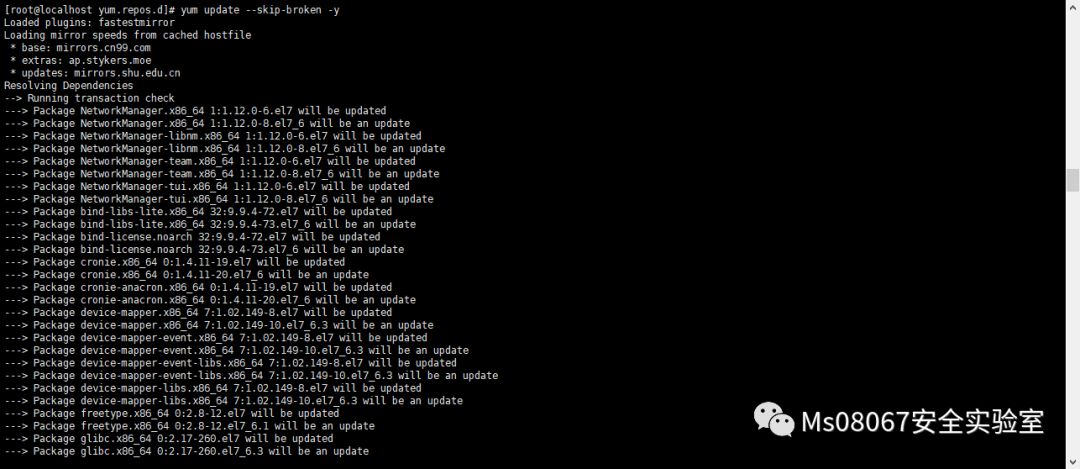 [root@localhost yum.repos.d]# yum update --skip-broken -y
Loaded plugins: fastestmirror
Loading mirror speeds from cached hostfile
 * base: mirrors.cn99.com
 * extras: ap.stykers.moe
 * updates: mirrors.shu.edu.cn
Resolving Dependencies
--> Running transaction check
---> Package NetworkManager.x86_64 1:1.12.0-6.el7 will be updated
---> Package NetworkManager.x86_64 1:1.12.0-8.el7_6 will be an update
---> Package NetworkManager-libnm.x86_64 1:1.12.0-6.el7 will be updated
---> Package NetworkManager-libnm.x86_64 1:1.12.0-8.el7_6 will be an update
---> Package NetworkManager-team.x86_64 1:1.12.0-6.el7 will be updated
---> Package NetworkManager-team.x86_64 1:1.12.0-8.el7_6 will be an update
---> Package NetworkManager-tui.x86_64 1:1.12.0-6.el7 will be updated
---> Package NetworkManager-tui.x86_64 1:1.12.0-8.el7_6 will be an update
---> Package bind-libs-lite.x86_64 32:9.9.4-72.el7 will be updated
---> Package bind-libs-lite.x86_64 32:9.9.4-73.el7_6 will be an update
---> Package bind-license.noarch 32:9.9.4-72.el7 will be updated
---> Package bind-license.noarch 32:9.9.4-73.el7_6 will be an update
---> Package cronie.x86_64 0:1.4.11-19.el7 will be updated
---> Package cronie.x86_64 0:1.4.11-20.el7_6 will be an update
---> Package cronie-anacron.x86_64 0:1.4.11-19.el7 will be updated
---> Package cronie-anacron.x86_64 0:1.4.11-20.el7_6 will be an update
---> Package device-mapper.x86_64 7:1.02.149-8.el7 will be updated
---> Package device-mapper.x86_64 7:1.02.149-10.el7_6.3 will be an update
---> Package device-mapper-event.x86_64 7:1.02.149-8.el7 will be updated
---> Package device-mapper-event.x86_64 7:1.02.149-10.el7_6.3 will be an update
---> Package device-mapper-event-libs.x86_64 7:1.02.149-8.el7 will be updated
---> Package device-mapper-event-libs.x86_64 7:1.02.149-10.el7_6.3 will be an update
---> Package device-mapper-libs.x86_64 7:1.02.149-8.el7 will be updated
---> Package device-mapper-libs.x86_64 7:1.02.149-10.el7_6.3 will be an update
---> Package freetype.x86_64 0:2.8-12.el7 will be updated
---> Package freetype.x86_64 0:2.8-12.el7_6.1 will be an update
---> Package glibc.x86_64 0:2.17-260.el7 will be updated
---> Package glibc.x86_64 0:2.17-260.el7_6.3 will be an update
Ms08067安全实验室